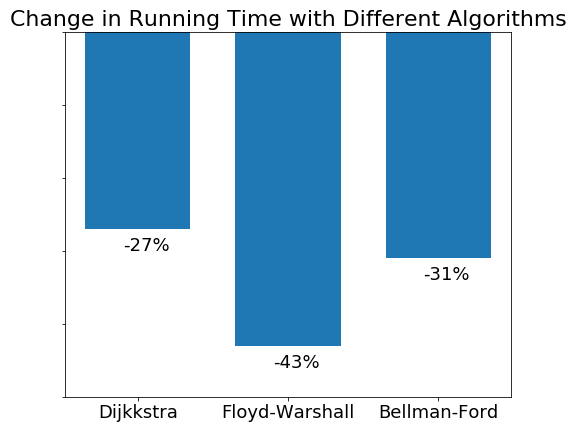 Change in Running Time with Different Algorithms
-27%
-43%
-31%
Dijkkstra
Floyd-Warshall
Bellman-Ford